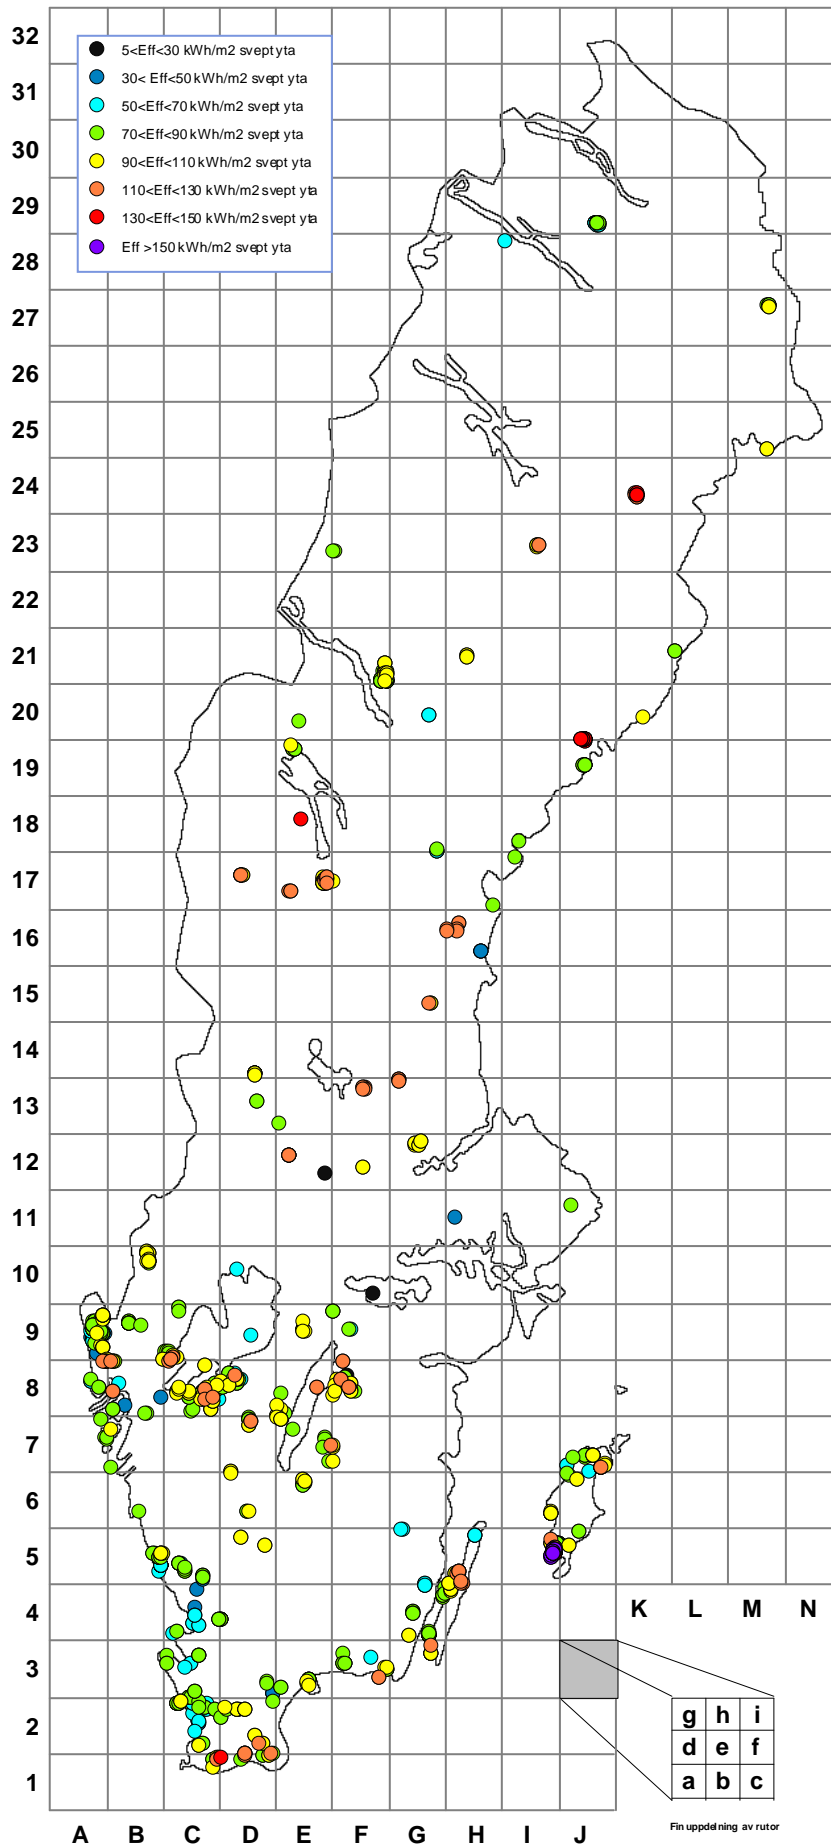 32
31
30
29
28
27
26
25
24
23
22
21
20
19
18
17
16
15
14
13
12
11
10
9
8
7
6
5
4
3
2
1
5<Eff<30 kWh/m2 svept yta
30< Eff<50 kWh/m2 svept yta
50<Eff<70 kWh/m2 svept yta
70<Eff<90 kWh/m2 svept yta
90<Eff<110 kWh/m2 svept yta
110<Eff<130 kWh/m2 svept yta
130<Eff<150 kWh/m2 svept yta
Eff >150 kWh/m2 svept yta
K L M N
g h i
d e f
a b c
Fin uppdelning av rutor
A B C D E F G H I J